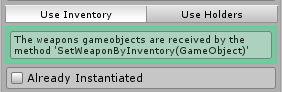 Use Inventory Use Holders
The weapons gameobjects are received by the
method 'SetWeaponByInventory(GameObject)'
Already Instantiated